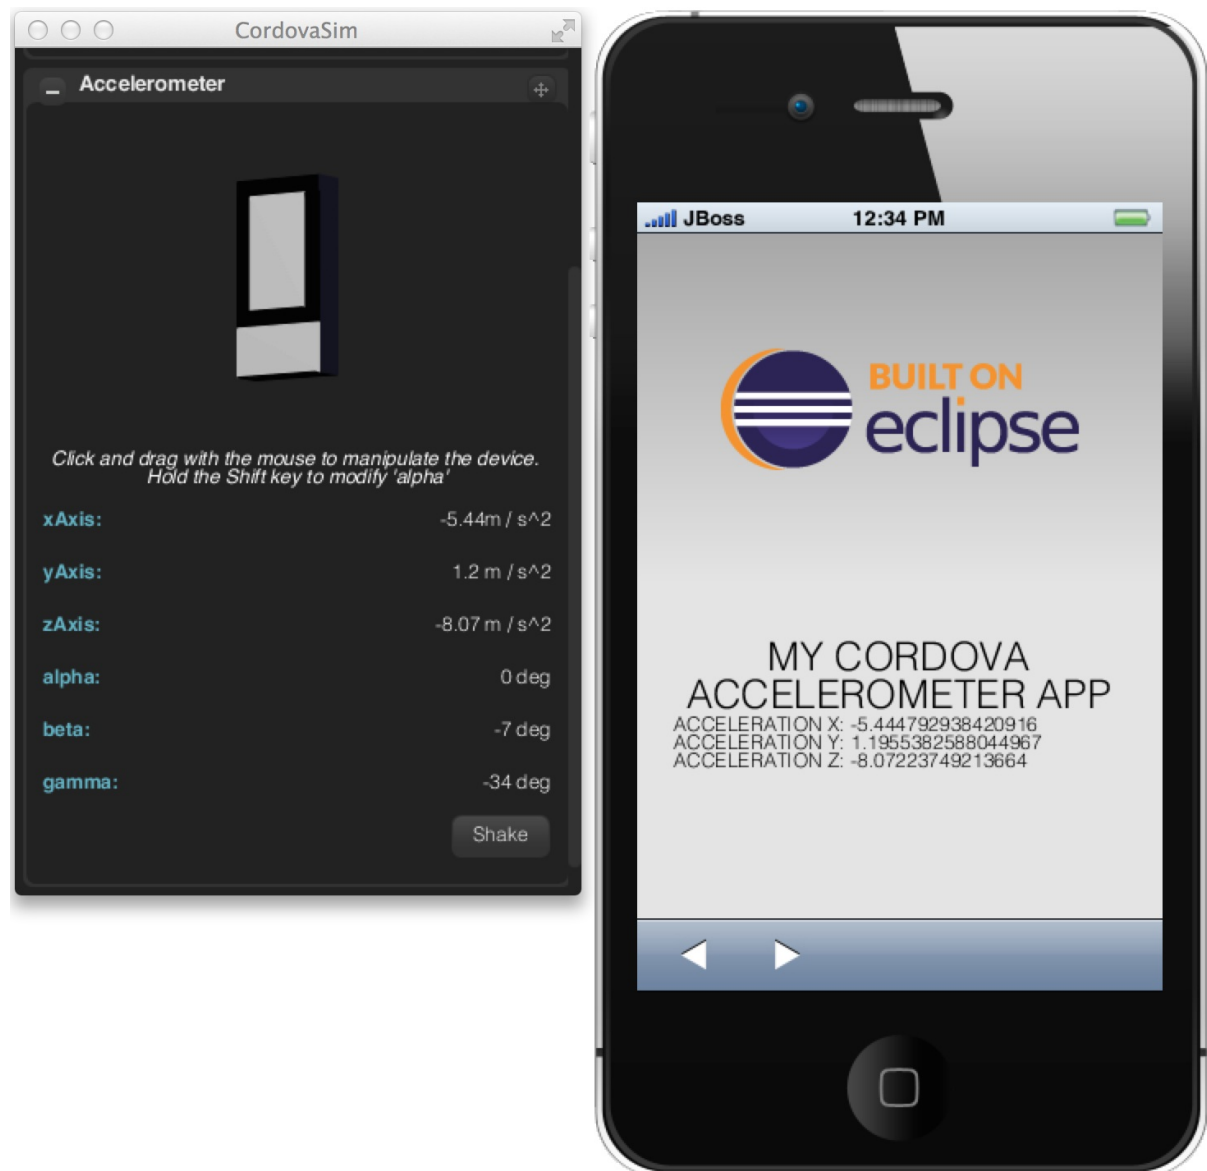 CordovaSim
Accelerometer
Click and drag with the mouse to manipulate the device.
Hold the Shift key to modify 'alpha'
xAxis: -5.44m / s^2
yAxis: 1.2 m / s^2
zAxis: -8.07 m / s^2
alpha: 0 deg
beta: -7 deg
gamma: -34 deg
Shake
JBoss 12:34 PM
BUILT ON
eclipse
MY CORDOVA
ACCELEROMETER APP
ACCELERATION X: -5.444792938420916
ACCELERATION Y: 1.1955382588044967
ACCELERATION Z: -8.07223749213664